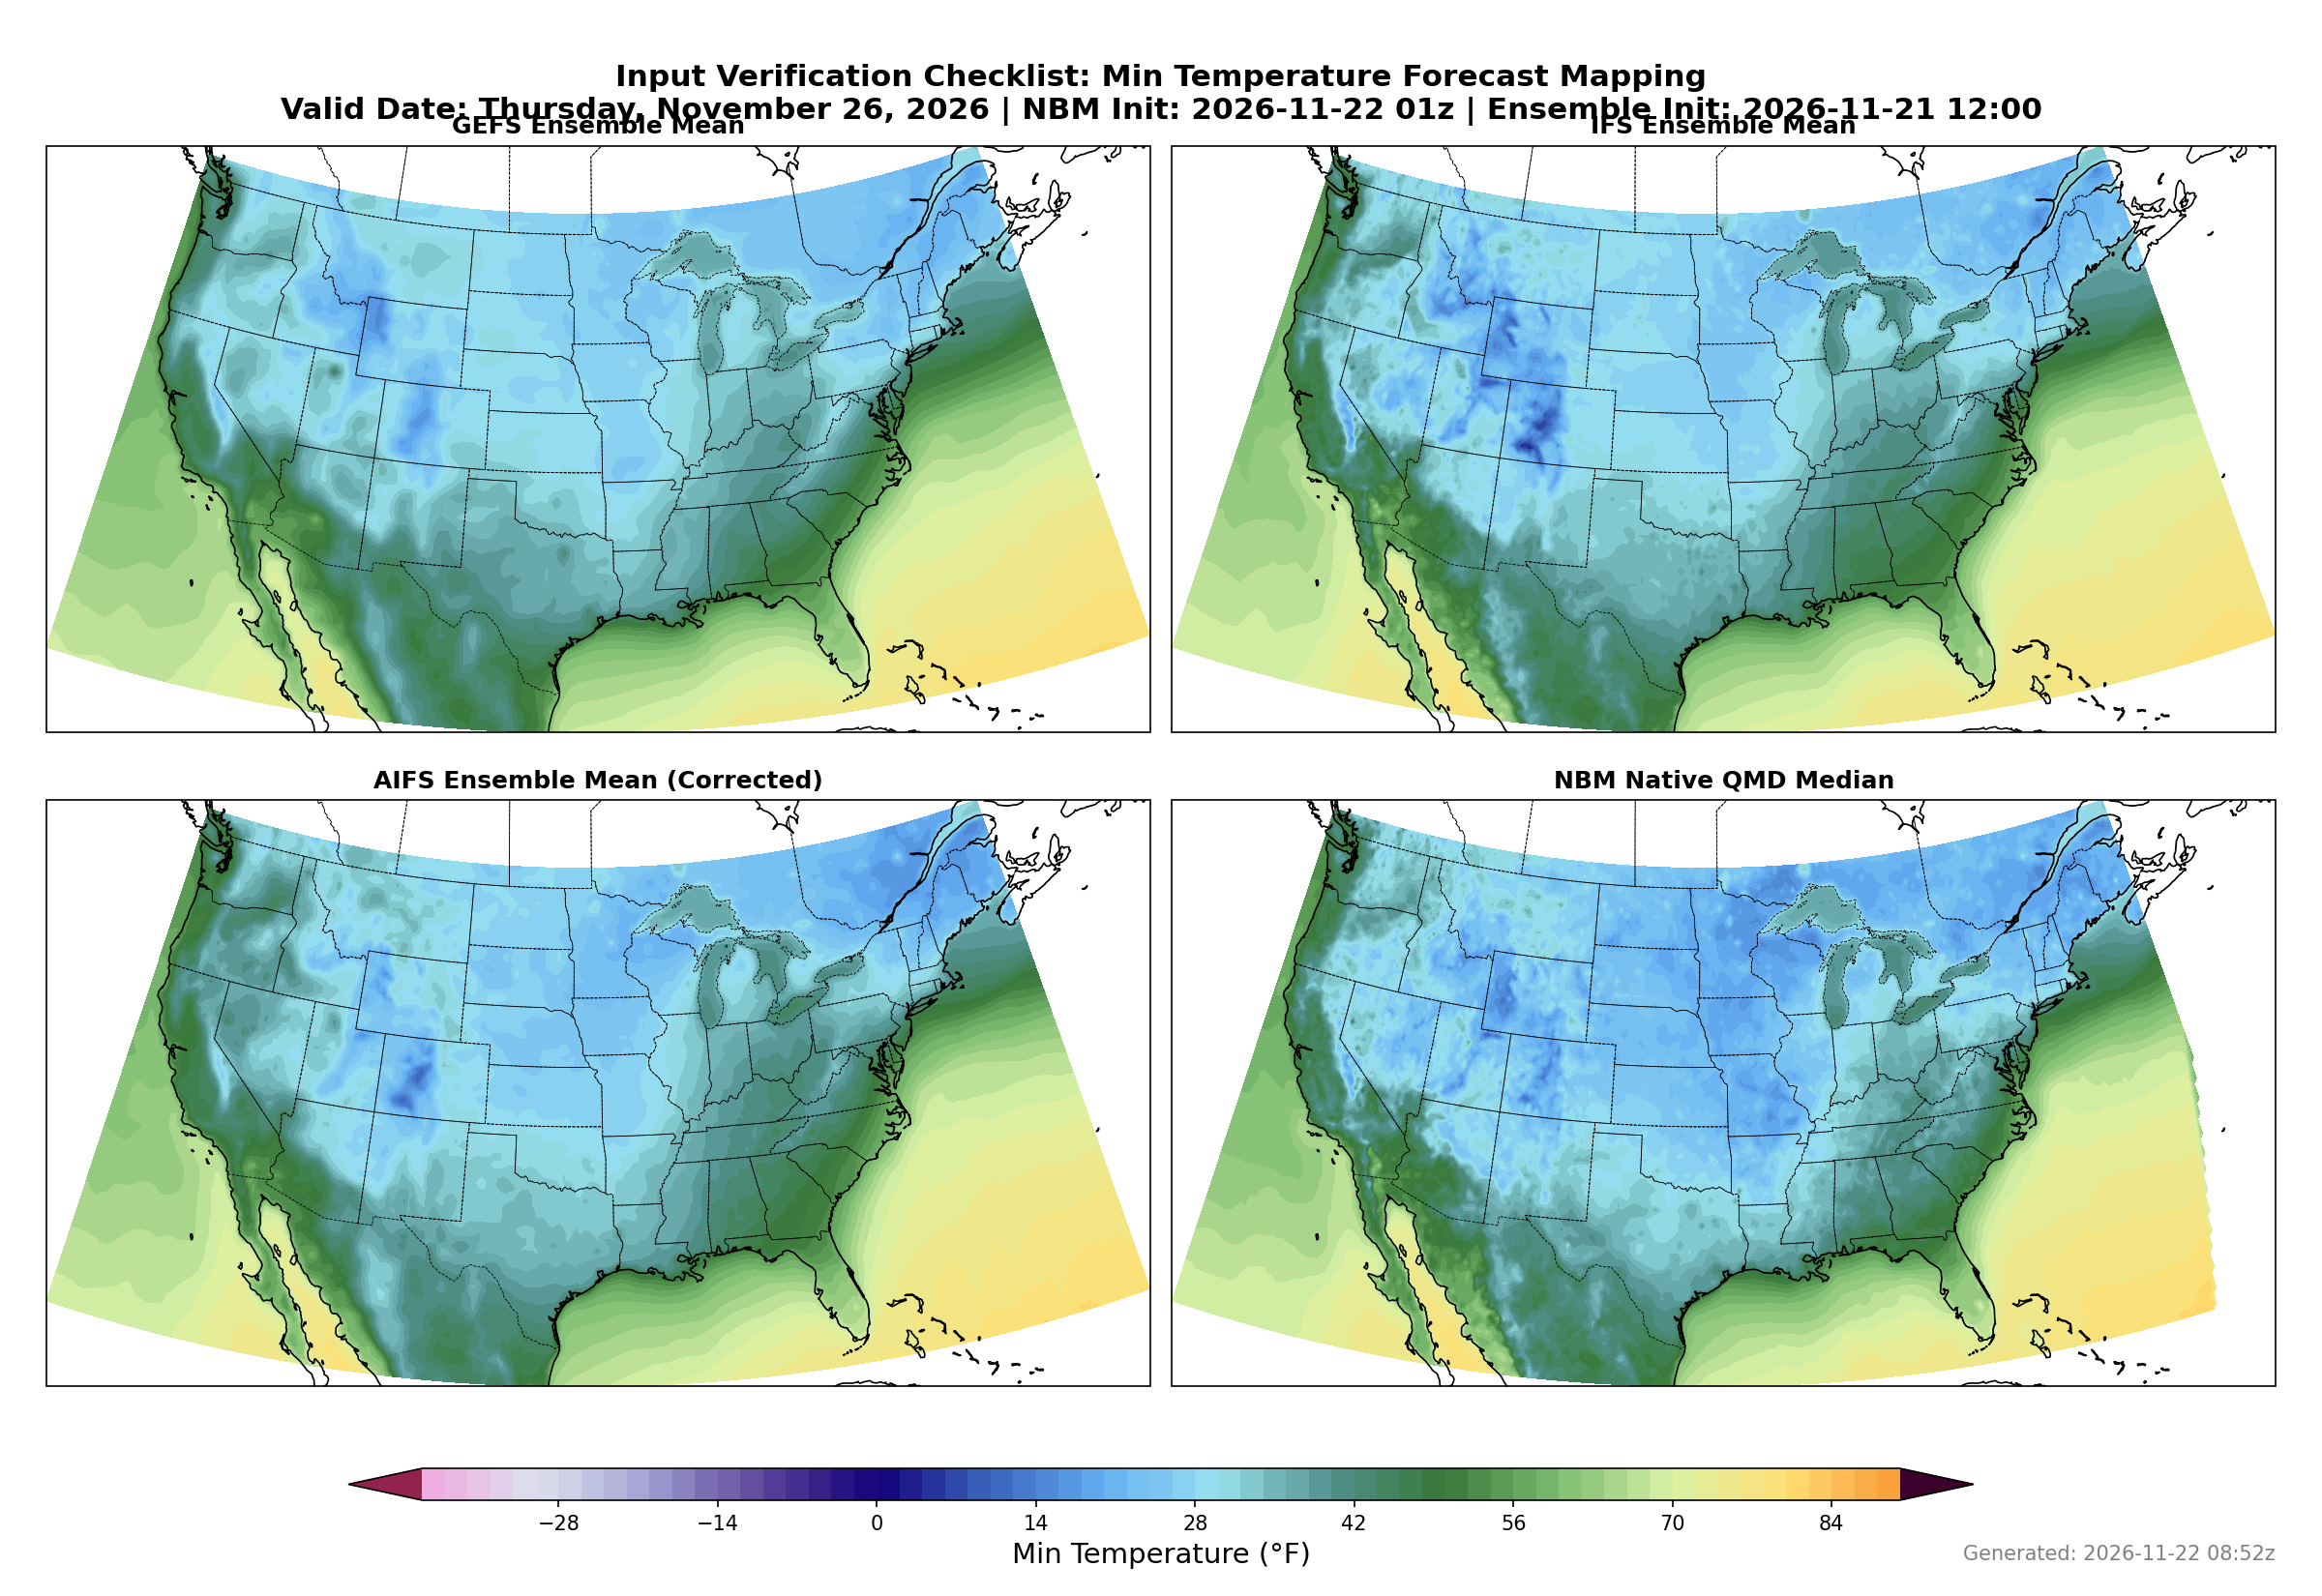 Input Verification Checklist: Min Temperature Forecast Mapping
Valid Date: Thursday, November 26, 2026 | NBM Init: 2026-11-22 01z | Ensemble Init: 2026-11-21 12:00
GEFS Ensemble Mean
IFS Ensemble Mean
AIFS Ensemble Mean (Corrected)
NBM Native QMD Median
−28 −14 0 14 28 42 56 70 84
Min Temperature (°F)
Generated: 2026-11-22 08:52z